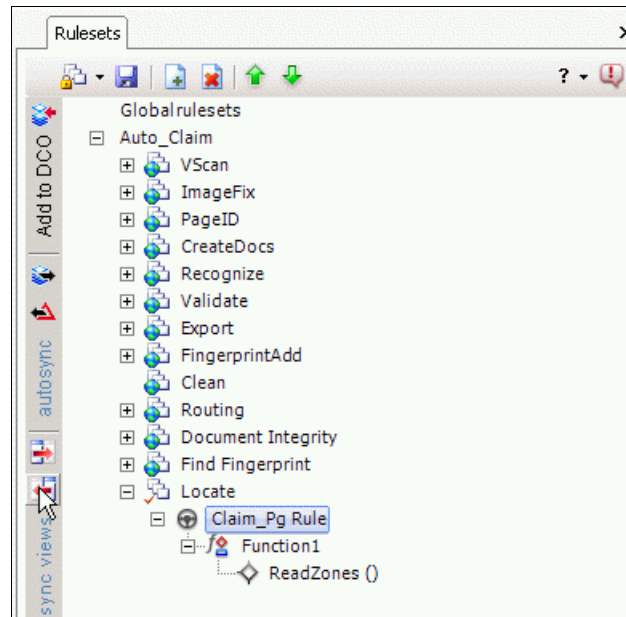 Rulesets
x
? !
Globalrulesets
Auto_Claim
VScan
ImageFix
PageID
CreateDocs
Recognize
Validate
Export
FingerprintAdd
Clean
Routing
Document Integrity
Find Fingerprint
Locate
Claim_Pg Rule
Function1
ReadZones ()
Add to DCO
autosync
sync views